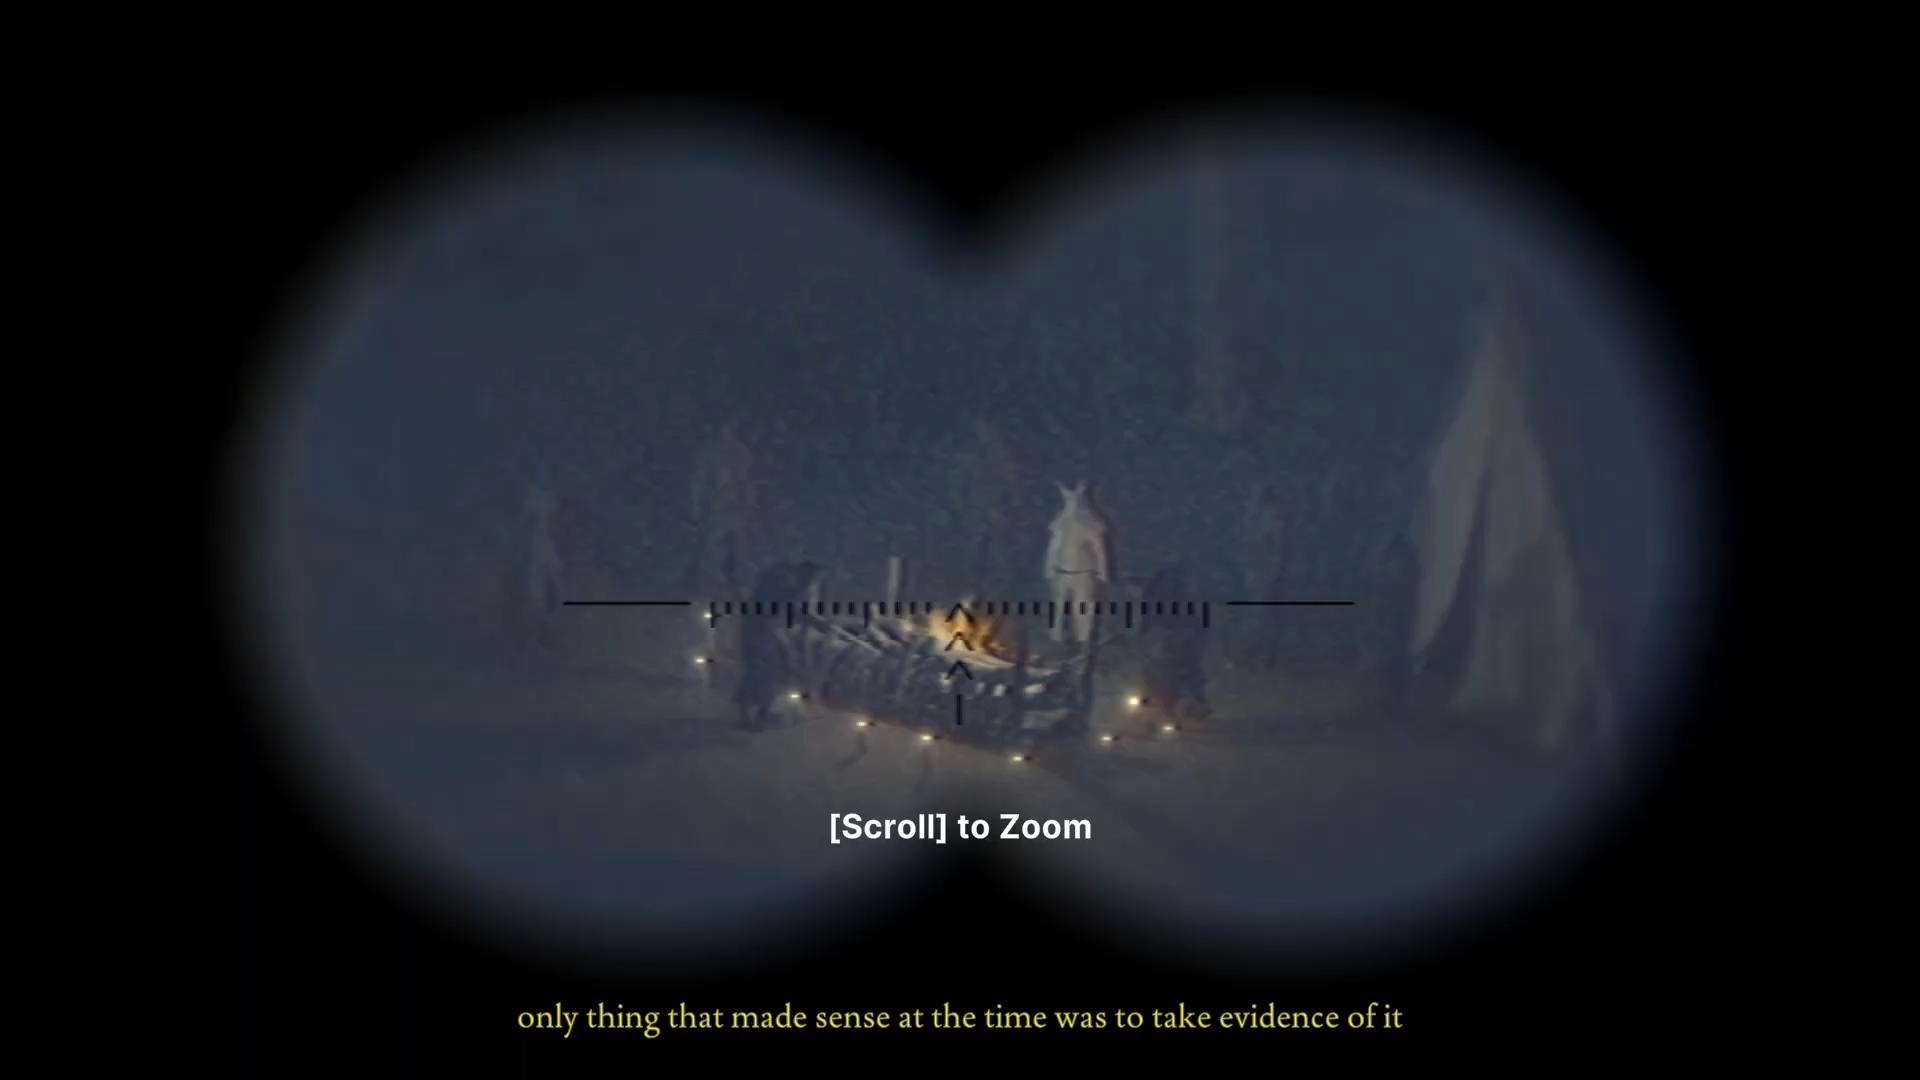 [Scroll] to Zoom
only thing that made sense at the time was to take evidence of it